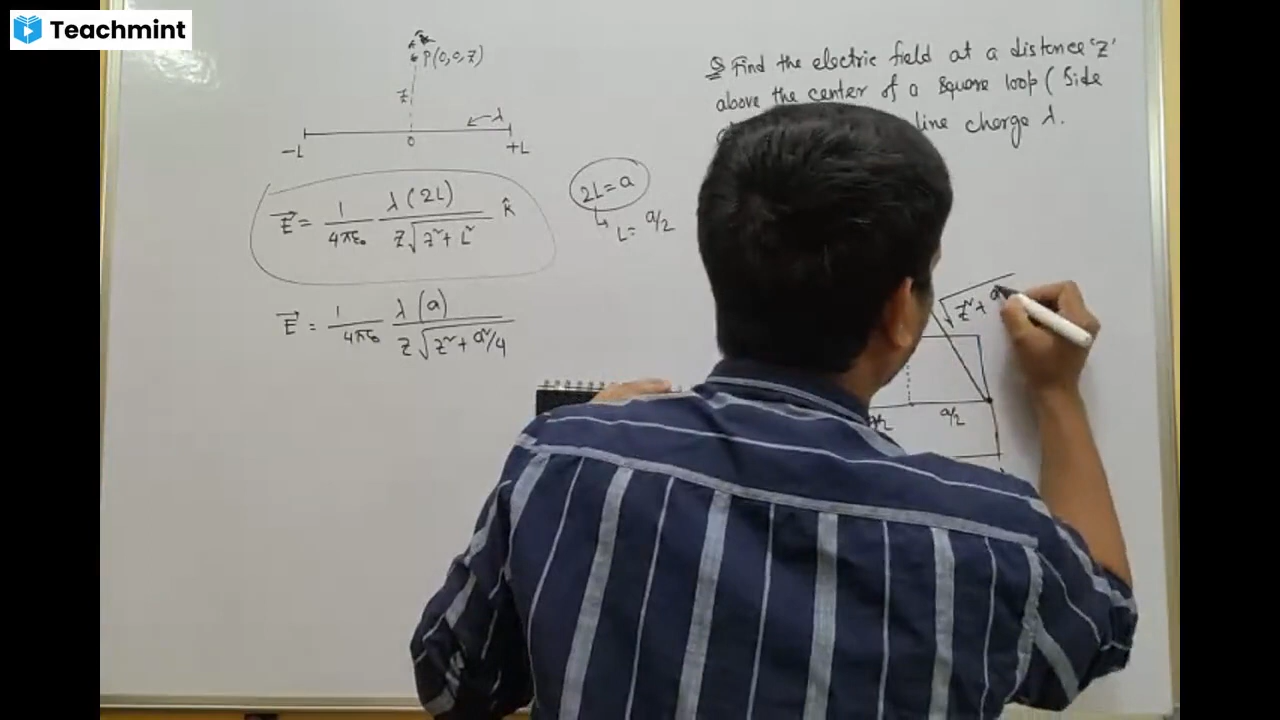 Teachmint
P(0,0,z)
z
λ
0
-L
+L
E⃗ = 1/4πε₀ λ(2L)/z√z²+L² k̂
2L=a
L= a/2
E⃗ = 1/4πε₀ λ(a)/z√z²+a²/4
Q Find the electric field at a distance 'z'
above the center of a square loop (Side
line charge λ.
√z²+a
a/2
a/2